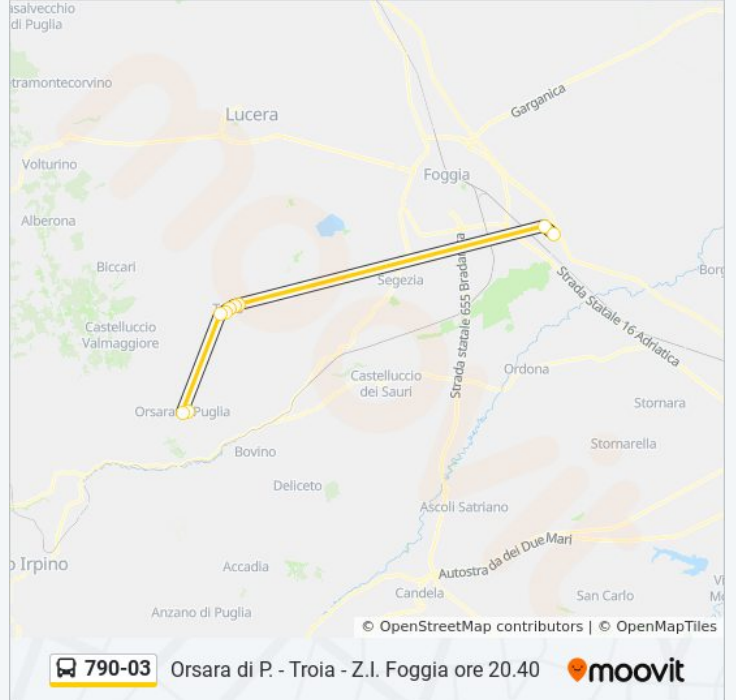 asalvecchio
di Puglia
tramontecorvino
Garganica
Lucera
Volturino
Foggia
Alberona
Biccari
Segezia
Borg
Strada statale 655 Bradanica
Strada Statale 16 Adriatica
Castelluccio
Valmaggiore
Castelluccio
dei Sauri
Ordona
Orsara
Puglia
Stornara
Stornarella
Bovino
Deliceto
Ascoli Satriano
Autostrada dei Due Mari
o Irpino
Accadia
Candela
San Carlo
Anzano di Puglia
moovit
© OpenStreetMap contributors | © OpenMapTiles
790-03 Orsara di P. - Troia - Z.I. Foggia ore 20.40 moovit